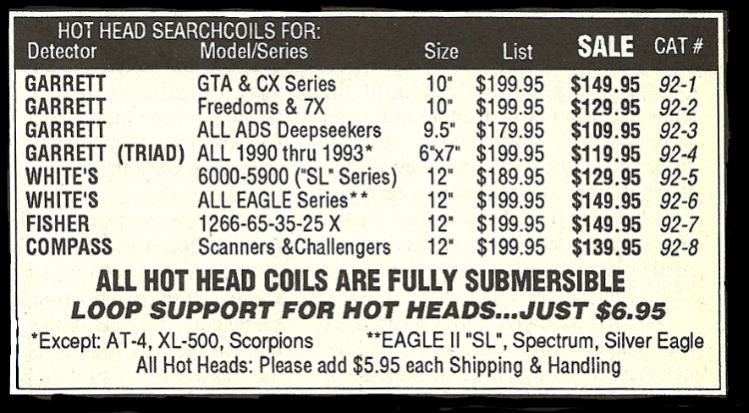 HOT HEAD SEARCHCOILS FOR:
Detector Model/Series Size List SALE CAT #
GARRETT GTA & CX Series 10" $199.95 $149.95 92-1
GARRETT Freedoms & 7X 10" $199.95 $129.95 92-2
GARRETT ALL ADS Deepseekers 9.5" $179.95 $109.95 92-3
GARRETT (TRIAD) ALL 1990 thru 1993* 6"x7" $199.95 $119.95 92-4
WHITE'S 6000-5900 ("SL" Series) 12" $189.95 $129.95 92-5
WHITE'S ALL EAGLE Series** 12" $199.95 $149.95 92-6
FISHER 1266-65-35-25 X 12" $199.95 $149.95 92-7
COMPASS Scanners &Challengers 12" $199.95 $139.95 92-8
ALL HOT HEAD COILS ARE FULLY SUBMERSIBLE
LOOP SUPPORT FOR HOT HEADS...JUST $6.95
*Except: AT-4, XL-500, Scorpions **EAGLE II "SL", Spectrum, Silver Eagle
All Hot Heads: Please add $5.95 each Shipping & Handling